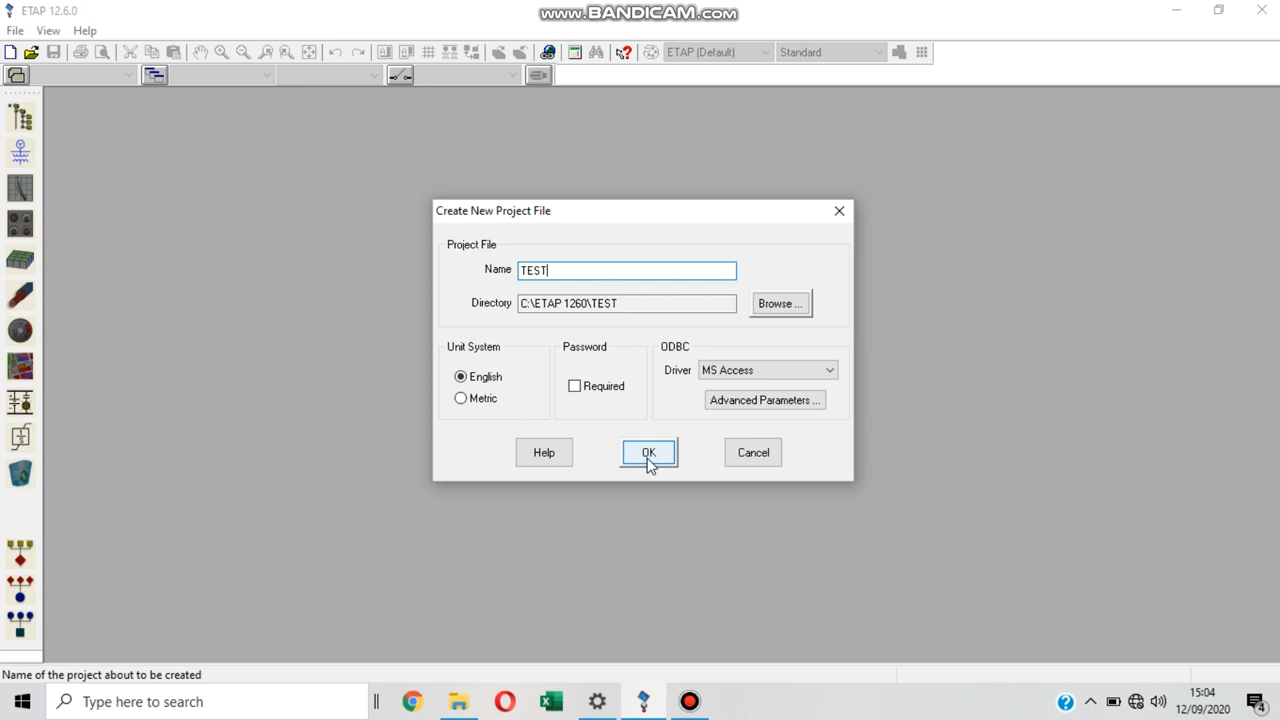 ETAP 12.6.0
www.BANDICAM.com
File View Help
ETAP (Default) Standard
Create New Project File
Project File
Name TEST
Directory C:\ETAP 1260\TEST Browse ...
Unit System Password ODBC
English Required Driver MS Access
Metric Advanced Parameters ...
Help OK Cancel
Name of the project about to be created
Type here to search
15:04
12/09/2020
4